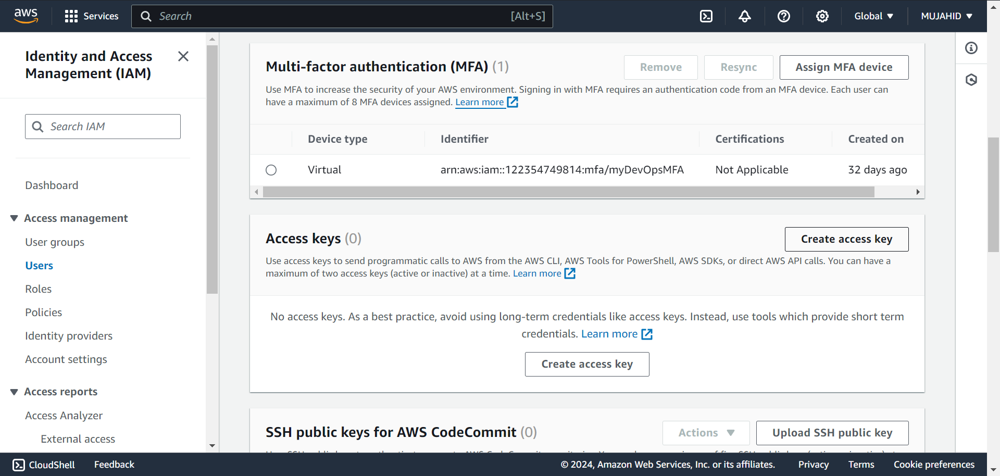 aws
Services
Search
[Alt+S]
Global
MUJAHID
Identity and Access
Management (IAM)
Search IAM
Dashboard
Access management
User groups
Users
Roles
Policies
Identity providers
Account settings
Access reports
Access Analyzer
External access
Multi-factor authentication (MFA) (1)
Remove
Resync
Assign MFA device
Use MFA to increase the security of your AWS environment. Signing in with MFA requires an authentication code from an MFA device. Each user can
have a maximum of 8 MFA devices assigned. Learn more
Device type
Identifier
Certifications
Created on
Virtual
arn:aws:iam::122354749814:mfa/myDevOpsMFA
Not Applicable
32 days ago
Access keys (0)
Create access key
Use access keys to send programmatic calls to AWS from the AWS CLI, AWS Tools for PowerShell, AWS SDKs, or direct AWS API calls. You can have a
maximum of two access keys (active or inactive) at a time. Learn more
No access keys. As a best practice, avoid using long-term credentials like access keys. Instead, use tools which provide short term
credentials. Learn more
Create access key
SSH public keys for AWS CodeCommit (0)
Actions
Upload SSH public key
CloudShell
Feedback
© 2024, Amazon Web Services, Inc. or its affiliates.
Privacy
Terms
Cookie preferences